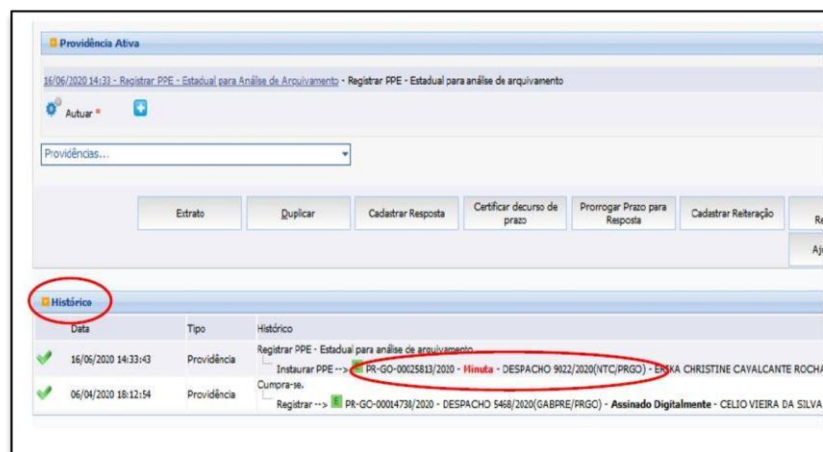 Providência Ativa
16/06/2020 14:33 - Registrar PPE - Estadual para Análise de Arquivamento - Registrar PPE - Estadual para análise de arquivamento
Autuar *
Providências...
Extrato
Duplicar
Cadastrar Resposta
Certificar decurso de prazo
Prorrogar Prazo para Resposta
Cadastrar Reiteração
Re
Aj
Histórico
Data Tipo Histórico
16/06/2020 14:33:43 Providência Registrar PPE - Estadual para análise de arquivamento
Instaurar PPE --> PR-GO-00025813/2020 - Minuta - DESPACHO 9022/2020(NTC/PRGO) - ERIKA CHRISTINE CAVALCANTE ROCHA
06/04/2020 18:12:54 Providência Cumpra-se.
Registrar --> PR-GO-00014738/2020 - DESPACHO 5468/2020(GABPRE/PRGO) - Assinado Digitalmente - CELIO VIEIRA DA SILVA